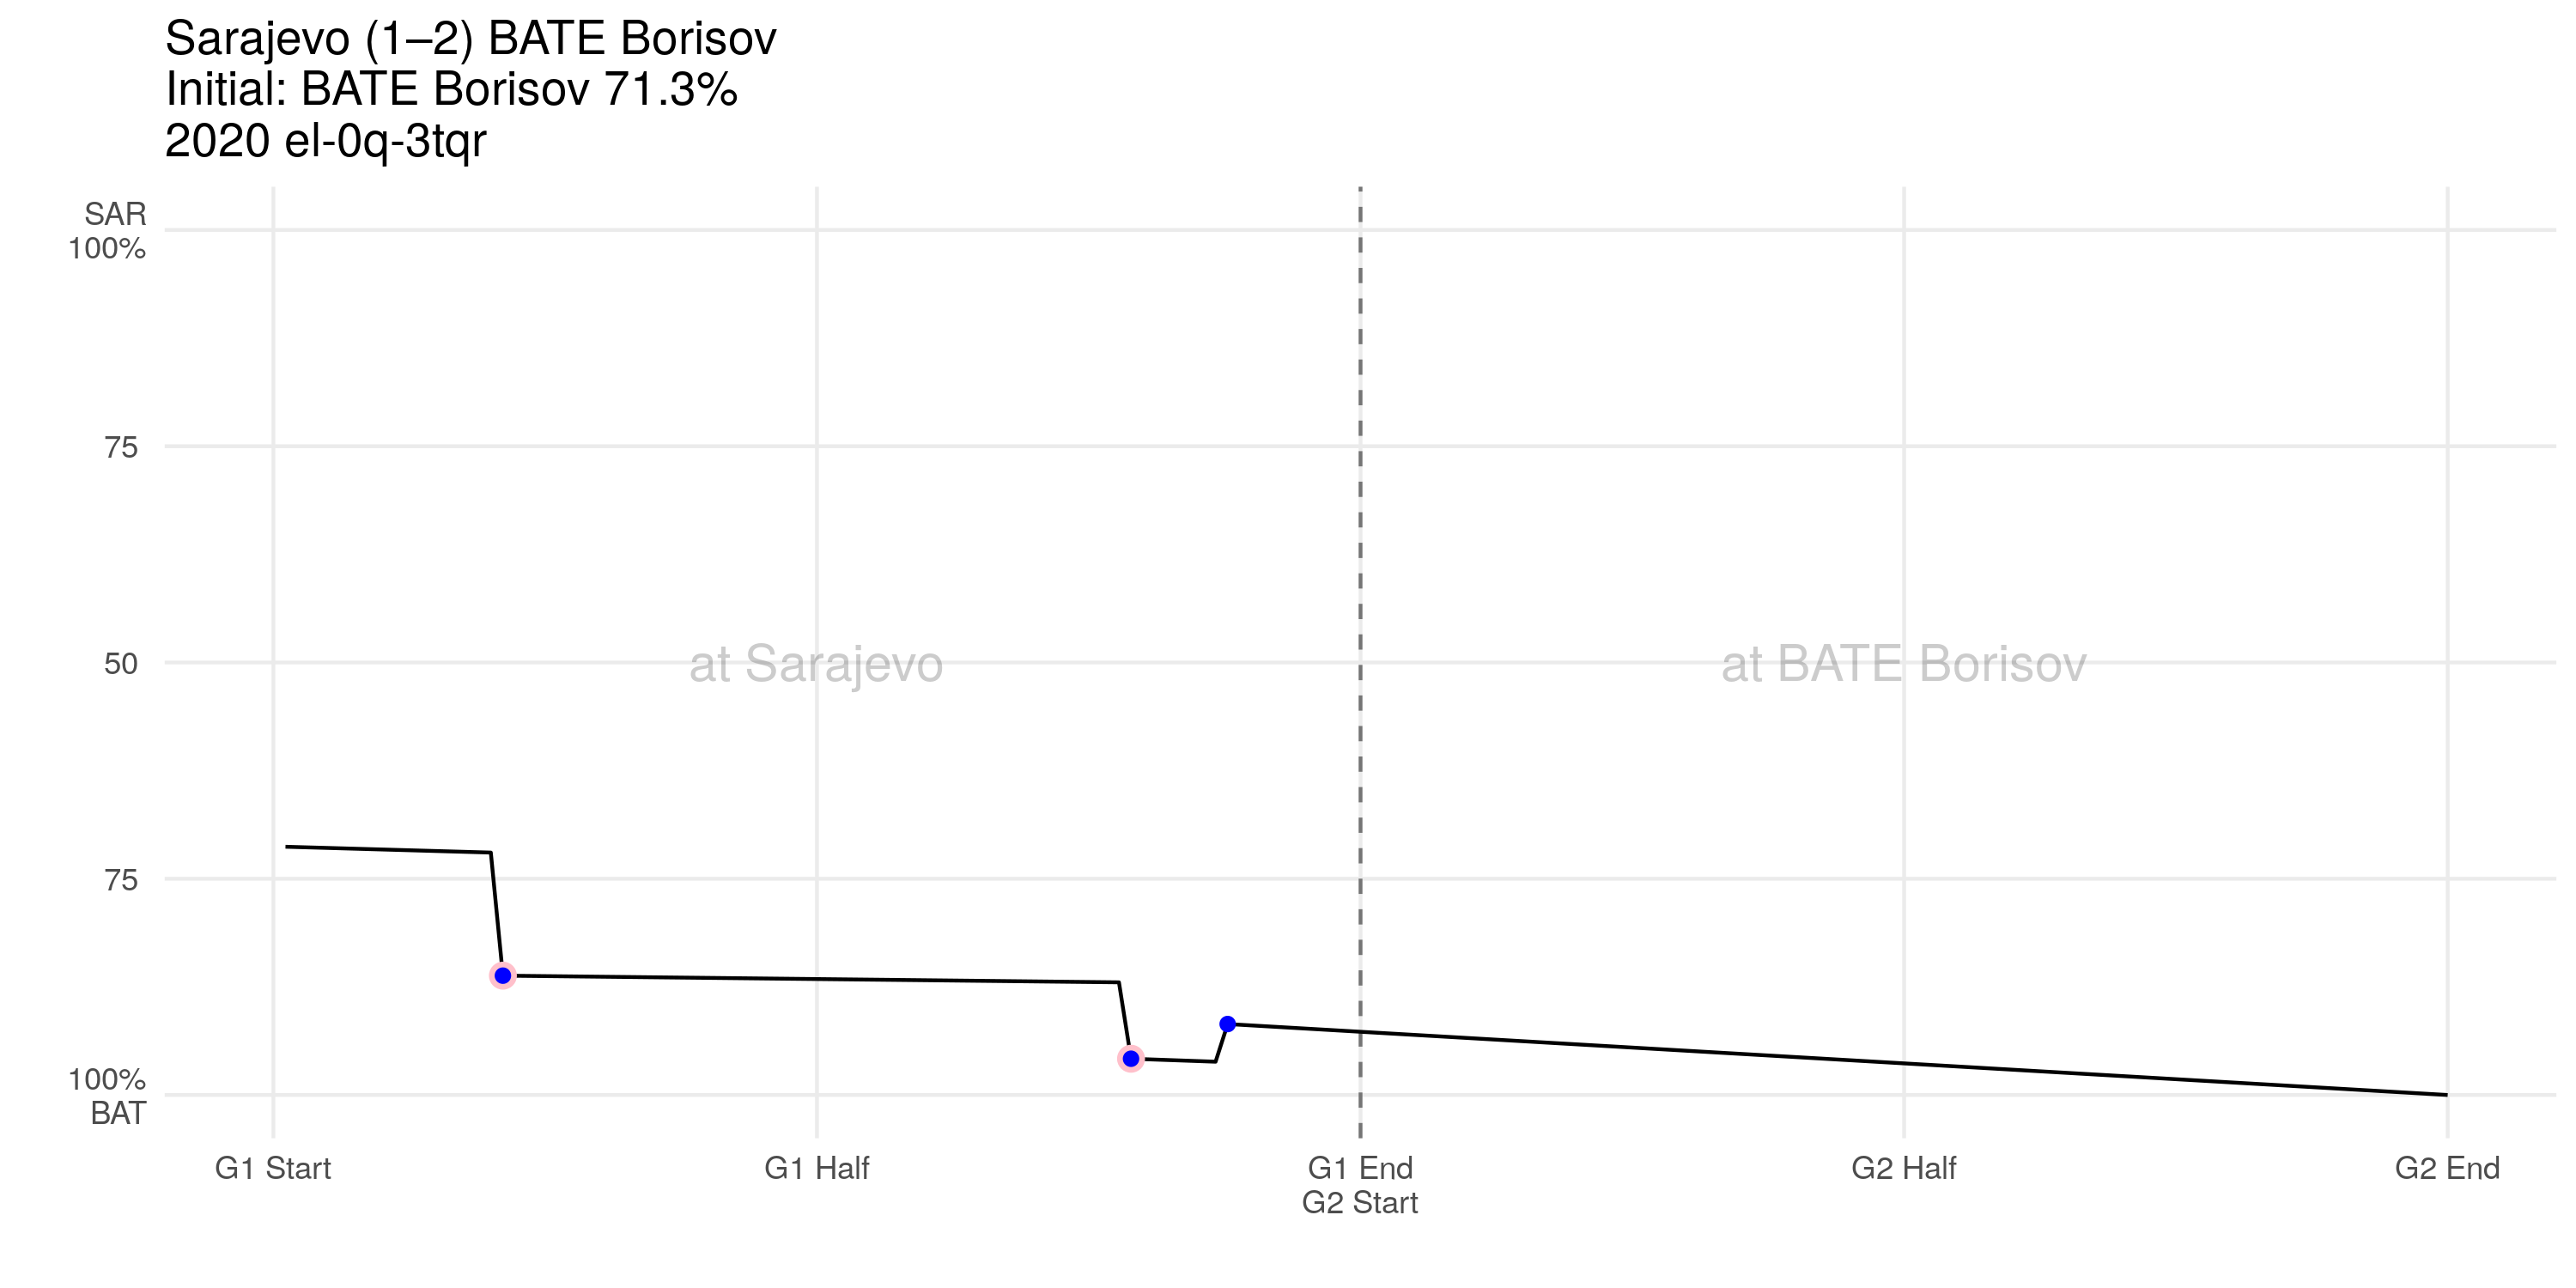 Sarajevo (1–2) BATE Borisov
Initial: BATE Borisov 71.3%
2020 el-0q-3tqr
SAR
100%
75
50
75
100%
BAT
at Sarajevo
at BATE Borisov
G1 Start
G1 Half
G1 End
G2 Start
G2 Half
G2 End